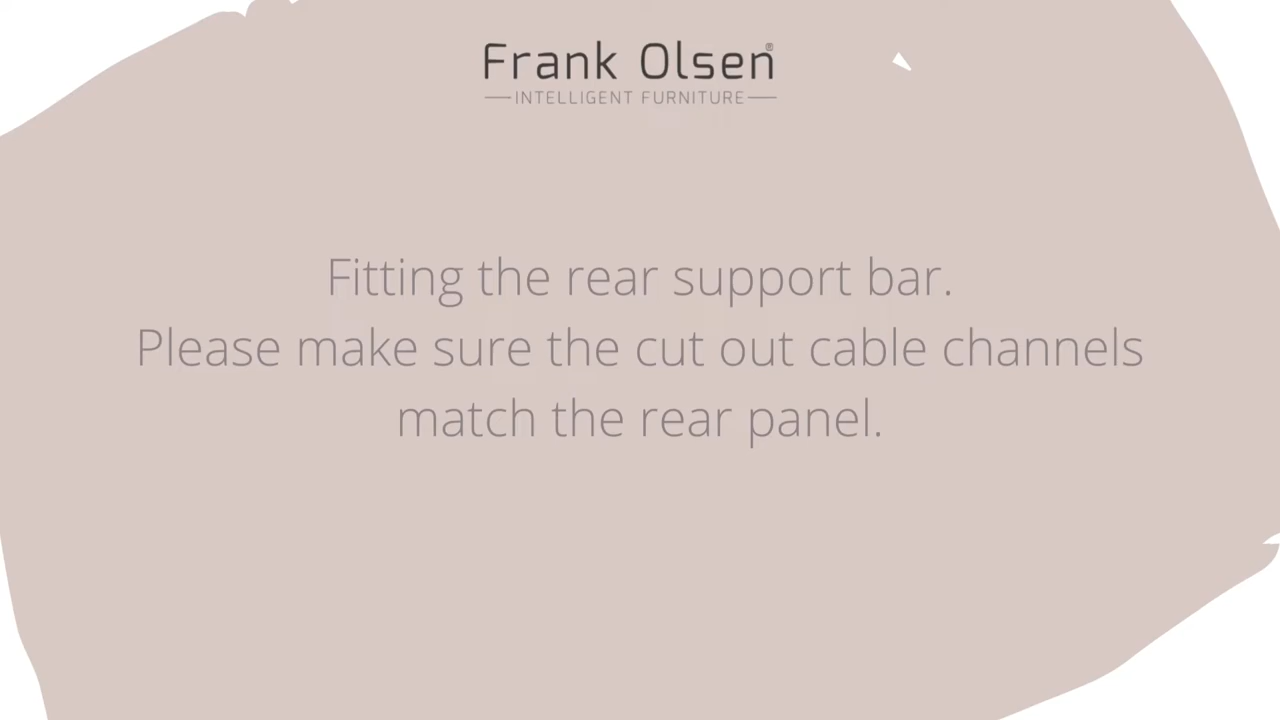 Frank Olsen®
INTELLIGENT FURNITURE
Fitting the rear support bar.
Please make sure the cut out cable channels
match the rear panel.